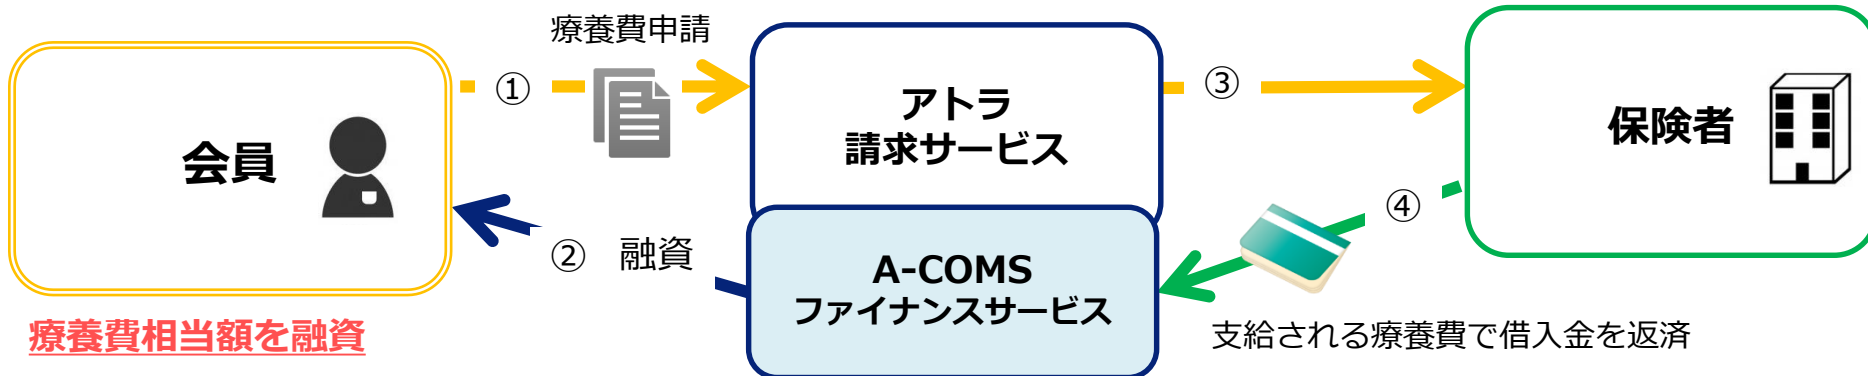 療養費申請
①
③
アトラ
請求サービス
保険者
会員
④
② 融資
A-COMS
ファイナンスサービス
療養費相当額を融資
支給される療養費で借入金を返済